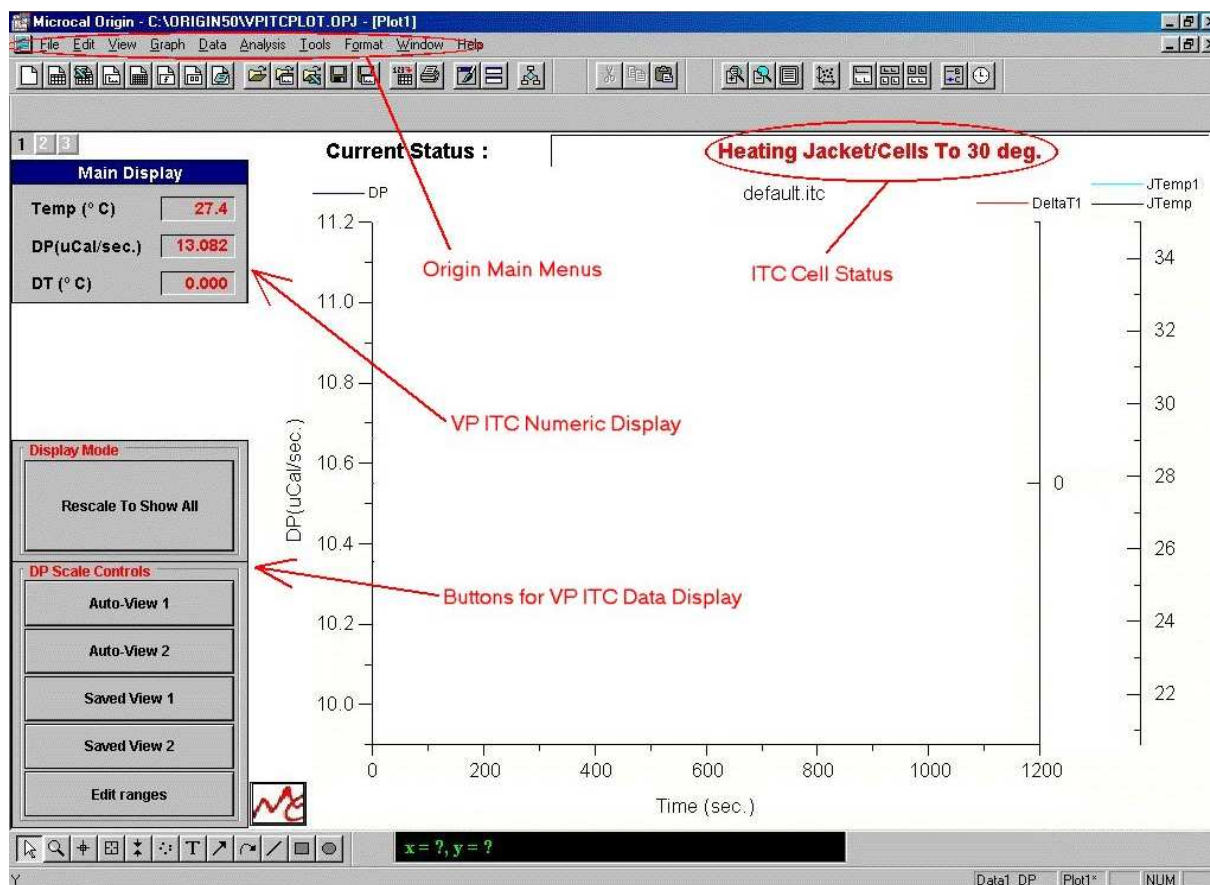 Microcal Origin - C:\ORIGIN50\VPITCPLOT.OPJ - [Plot1]
File Edit View Graph Data Analysis Tools Format Window Help
1 2 3
Current Status :
Heating Jacket/Cells To 30 deg.
Main Display
Temp (° C) 27.4
DP(uCal/sec.) 13.082
DT (° C) 0.000
DP
default.itc
DeltaT1
JTemp1
JTemp
Origin Main Menus
ITC Cell Status
VP ITC Numeric Display
Buttons for VP ITC Data Display
Display Mode
Rescale To Show All
DP Scale Controls
Auto-View 1
Auto-View 2
Saved View 1
Saved View 2
Edit ranges
DP(uCal/sec.)
11.2
11.0
10.8
10.6
10.4
10.2
10.0
0
34
32
30
28
26
24
22
0 200 400 600 800 1000 1200
Time (sec.)
T
x = ?, y = ?
Y
Data1_DP Plot1* NUM